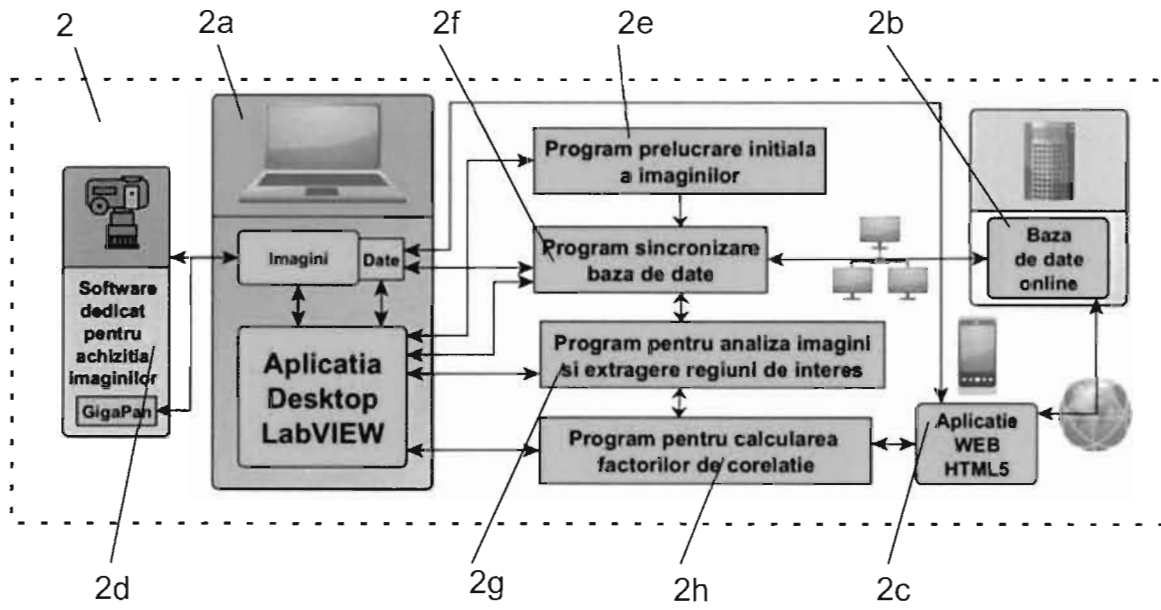 2
2a
2f
2e
2b
Program prelucrare initiala
a imaginilor
Imagini
Date
Program sincronizare
baza de date
Baza
de date
online
Software
dedicat
pentru
achizitia
imaginilor
GigaPan
Aplicatia
Desktop
LabVIEW
Program pentru analiza imagini
si extragere regiuni de interes
Program pentru calcularea
factorilor de corelatie
Aplicatie
WEB
HTML5
2d
2g
2h
2c